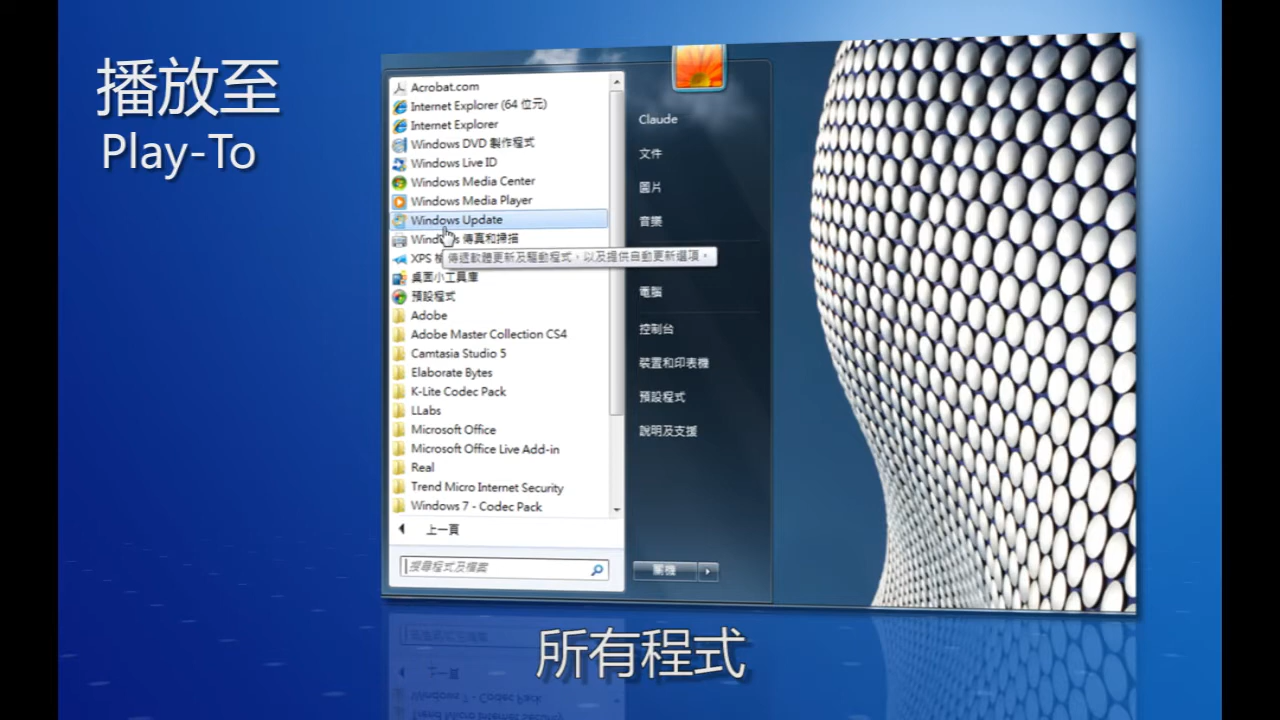 播放至
Play-To
Acrobat.com
Internet Explorer (64 位元)
Internet Explorer
Windows DVD 製作程式
Windows Live ID
Windows Media Center
Windows Media Player
Windows Update
Windows 傳真和掃描
XPS
傳遞軟體更新及驅動程式，以及提供自動更新選項。
桌面小工具庫
預設程式
Adobe
Adobe Master Collection CS4
Camtasia Studio 5
Elaborate Bytes
K-Lite Codec Pack
LLabs
Microsoft Office
Microsoft Office Live Add-in
Real
Trend Micro Internet Security
Windows 7 - Codec Pack
上一頁
搜尋程式及檔案
Claude
文件
圖片
音樂
電腦
控制台
裝置和印表機
預設程式
說明及支援
關機
所有程式